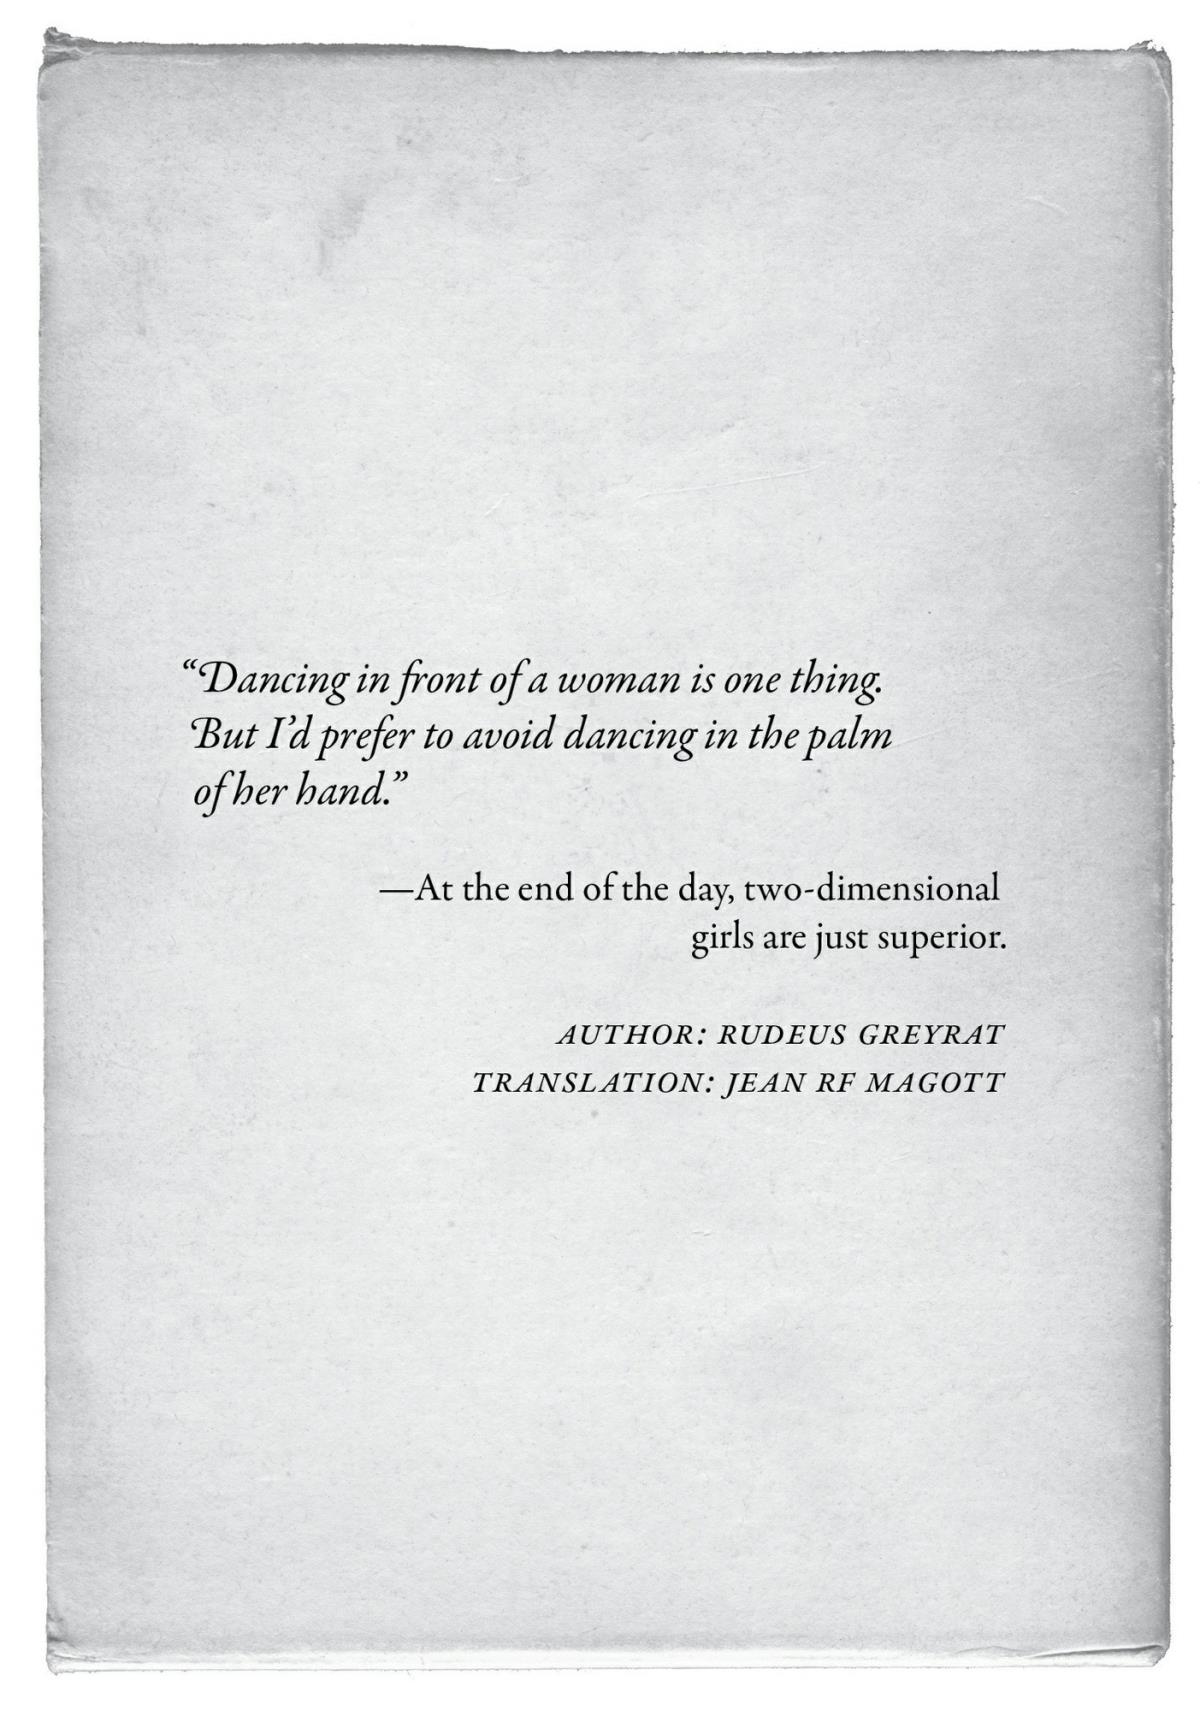 “Dancing in front of a woman is one thing.
But I’d prefer to avoid dancing in the palm
of her hand.”
—At the end of the day, two-dimensional
girls are just superior.
AUTHOR: RUDEUS GREYRAT
TRANSLATION: JEAN RF MAGOTT